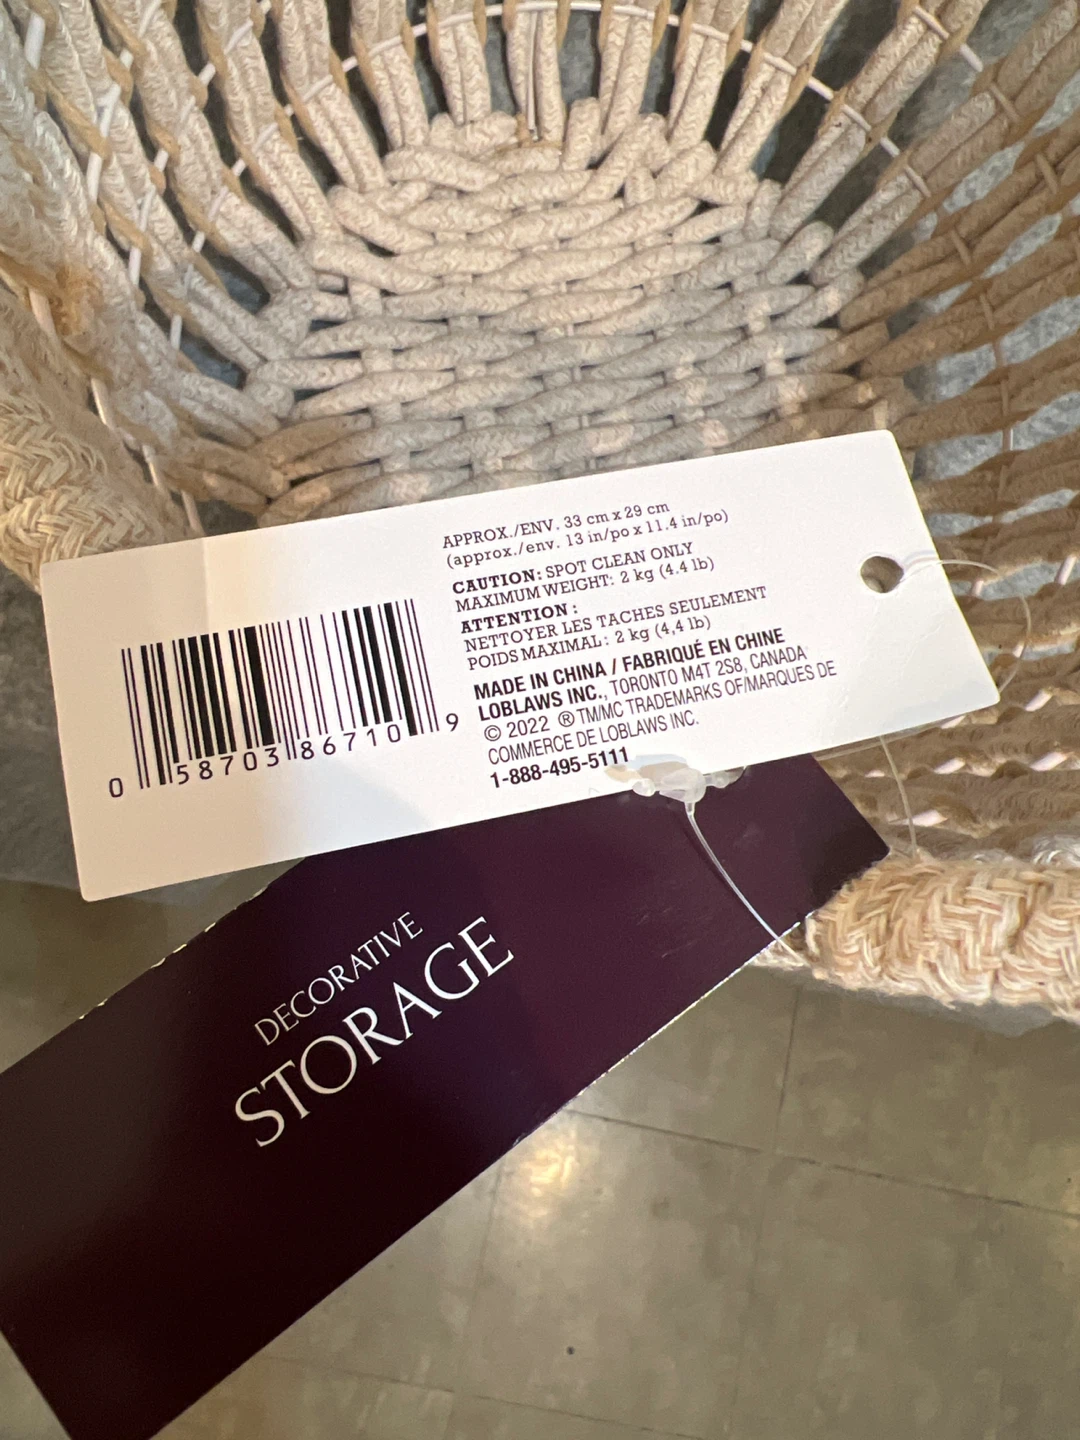 APPROX./ENV. 33 cm x 29 cm
(approx./env. 13 in/po x 11.4 in/po)
CAUTION: SPOT CLEAN ONLY
MAXIMUM WEIGHT: 2 kg (4.4 lb)
ATTENTION :
NETTOYER LES TACHES SEULEMENT
POIDS MAXIMAL: 2 kg (4,4 lb)
MADE IN CHINA / FABRIQUÉ EN CHINE
LOBLAWS INC., TORONTO M4T 2S8, CANADA
© 2022 ® TM/MC TRADEMARKS OF/MARQUES DE
COMMERCE DE LOBLAWS INC.
1-888-495-5111
0 58703 86710 9
DECORATIVE
STORAGE